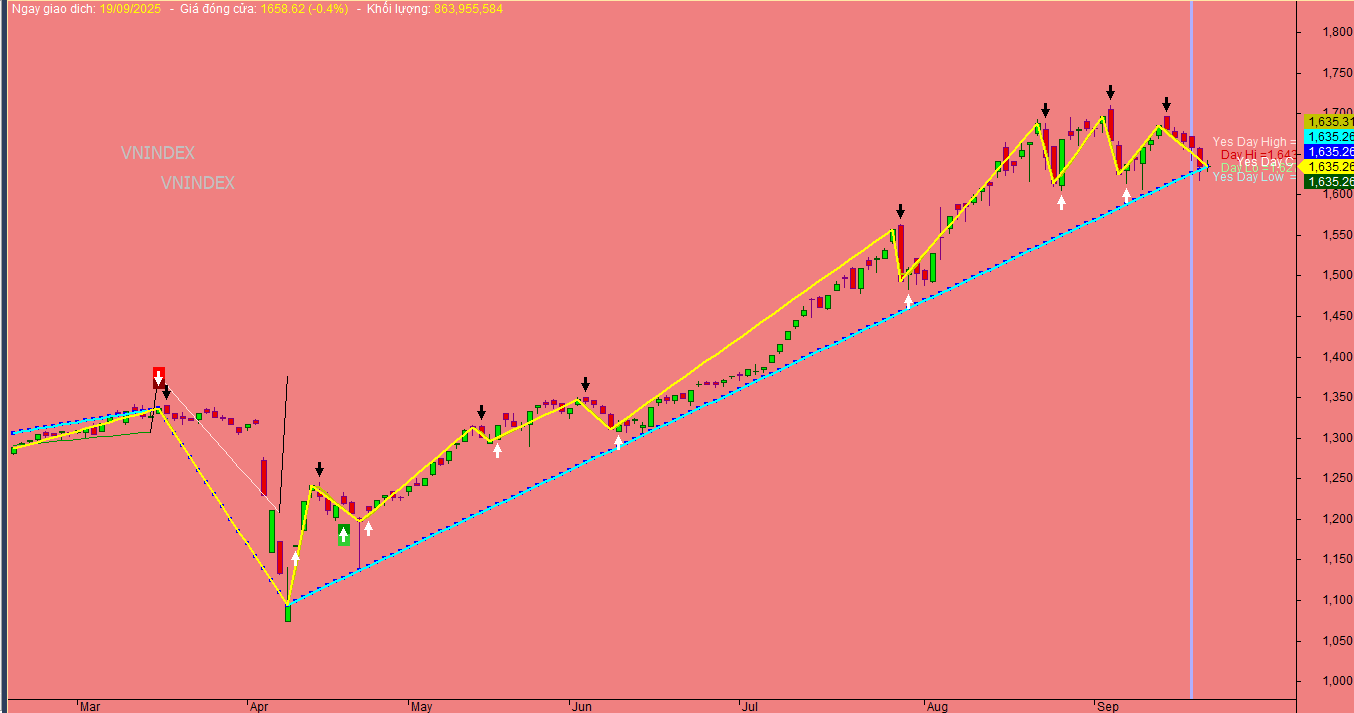 Ngay giao dich: 19/09/2025 - Giá đóng cửa: 1658.62 (-0.4%) - Khối lượng: 863,955,584
1,800
1,750
1,700
1,635.31
1,635.26
Yes Day High =
VNINDEX
1,635.26
Day Hi =1,643
Yes Day C
1,635.26
Yes Day Low =
1,635.26
VNINDEX
1,600
1,550
1,500
1,450
1,400
1,350
1,300
1,250
1,200
1,150
1,100
1,050
1,000
Mar Apr May Jun Jul Aug Sep